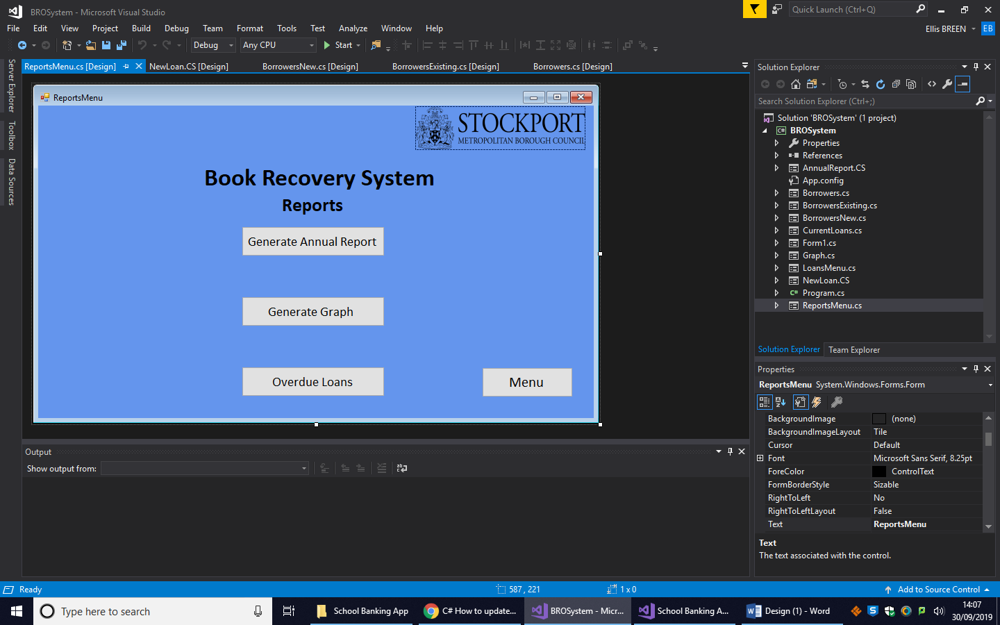 BROSystem - Microsoft Visual Studio
Quick Launch (Ctrl+Q)
File Edit View Project Build Debug Team Format Tools Test Analyze Window Help
Ellis BREEN EB
Debug Any CPU Start
ReportsMenu.cs [Design] NewLoan.CS [Design] BorrowersNew.cs [Design] BorrowersExisting.cs [Design] Borrowers.cs [Design]
Server Explorer
Toolbox
Data Sources
ReportsMenu
STOCKPORT
METROPOLITAN BOROUGH COUNCIL
Book Recovery System
Reports
Generate Annual Report
Generate Graph
Overdue Loans
Menu
Output
Show output from:
Solution Explorer
Search Solution Explorer (Ctrl+;)
Solution 'BROSystem' (1 project)
C# BROSystem
Properties
References
AnnualReport.CS
App.config
Borrowers.cs
BorrowersExisting.cs
BorrowersNew.cs
CurrentLoans.cs
Form1.cs
Graph.cs
LoansMenu.cs
NewLoan.CS
C# Program.cs
ReportsMenu.cs
Solution Explorer Team Explorer
Properties
ReportsMenu System.Windows.Forms.Form
BackgroundImage (none)
BackgroundImageLayout Tile
Cursor Default
Font Microsoft Sans Serif, 8.25pt
ForeColor ControlText
FormBorderStyle Sizable
RightToLeft No
RightToLeftLayout False
Text ReportsMenu
Text
The text associated with the control.
Ready 587 , 221 1 x 0 Add to Source Control
Type here to search School Banking App C# How to update... BROSystem - Micr... School Banking A... Design (1) - Word
14:07
30/09/2019